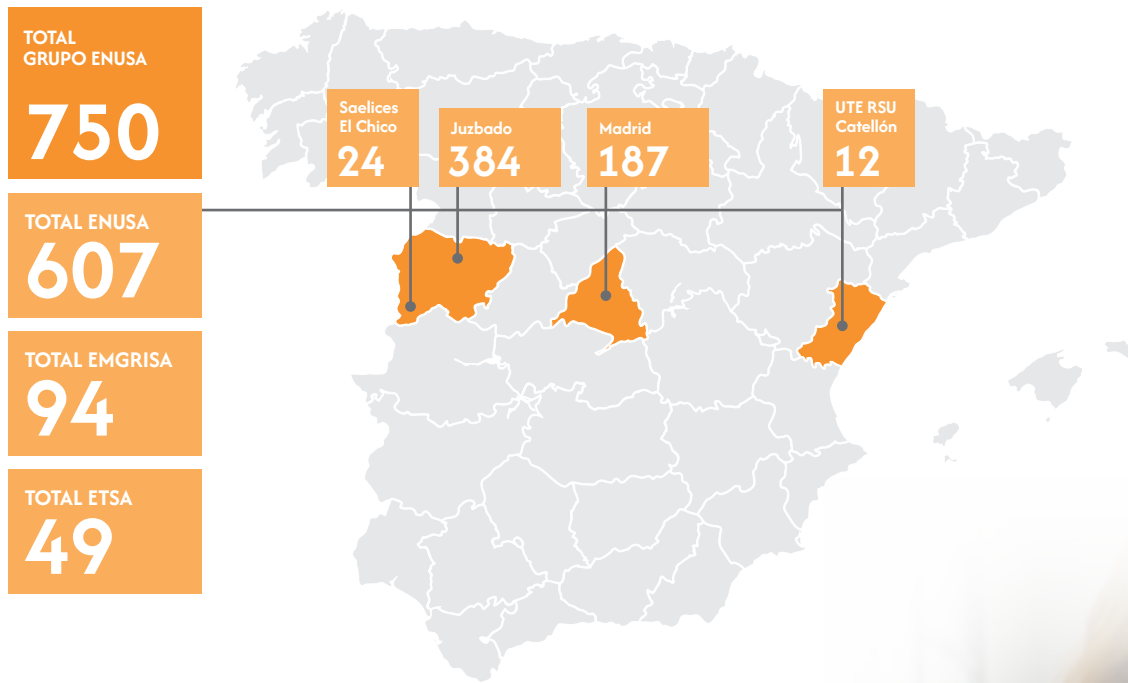 TOTAL
GRUPO ENUSA
750
TOTAL ENUSA
607
TOTAL EMGRISA
94
TOTAL ETSA
49
Saelices
El Chico
24
Juzbado
384
Madrid
187
UTE RSU
Catellón
12